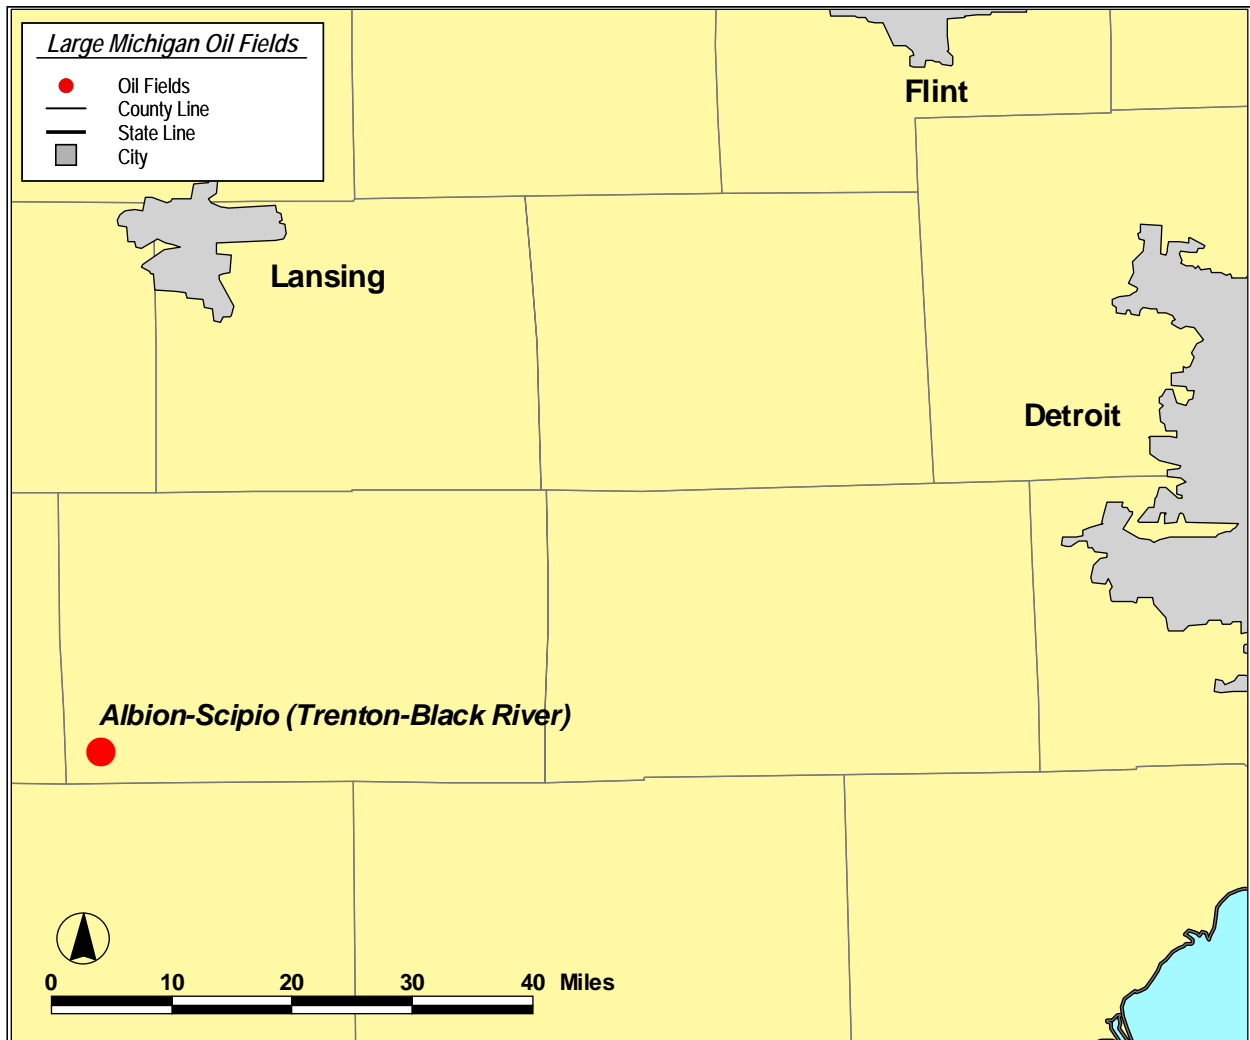 Large Michigan Oil Fields
Oil Fields
County Line
State Line
City
Flint
Lansing
Detroit
Albion-Scipio (Trenton-Black River)
0 10 20 30 40 Miles